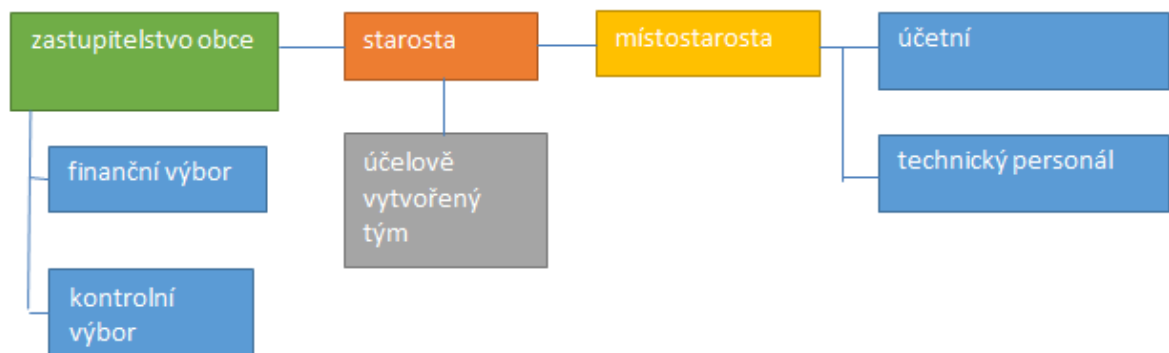 zastupitelstvo obce
starosta
místostarosta
účetní
finanční výbor
účelově
vytvořený
tým
technický personál
kontrolní
výbor